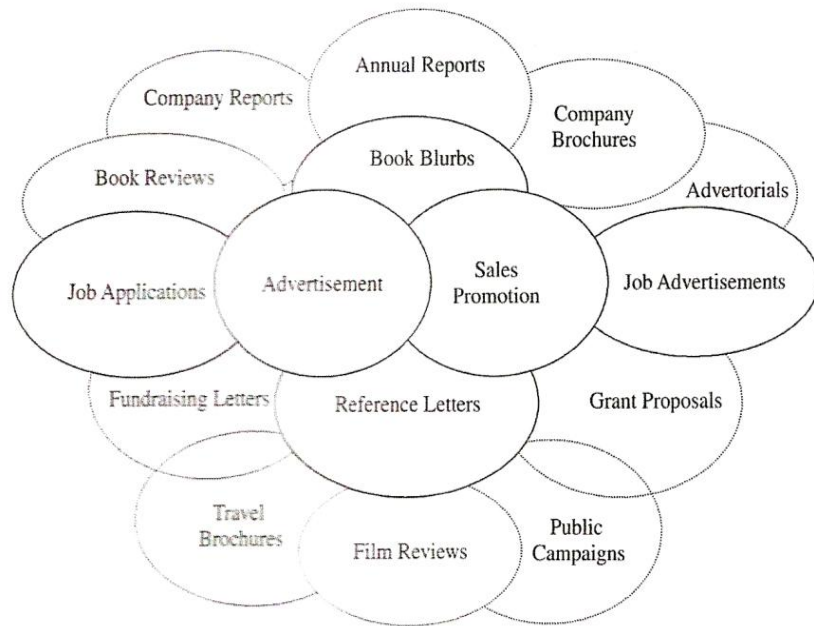 Annual Reports
Company Reports
Company
Brochures
Book Blurbs
Book Reviews
Advertorials
Job Applications
Advertisement
Sales
Promotion
Job Advertisements
Fundraising Letters
Reference Letters
Grant Proposals
Travel
Brochures
Film Reviews
Public
Campaigns